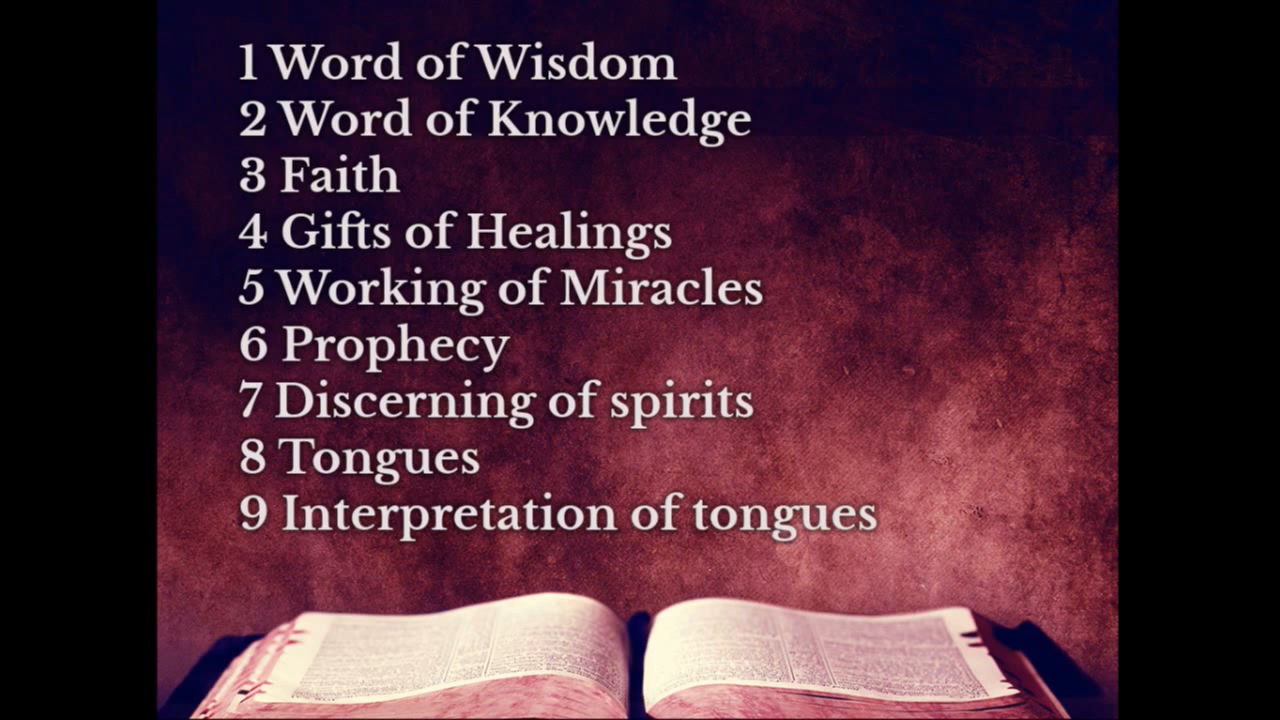 1 Word of Wisdom
2 Word of Knowledge
3 Faith
4 Gifts of Healings
5 Working of Miracles
6 Prophecy
7 Discerning of spirits
8 Tongues
9 Interpretation of tongues